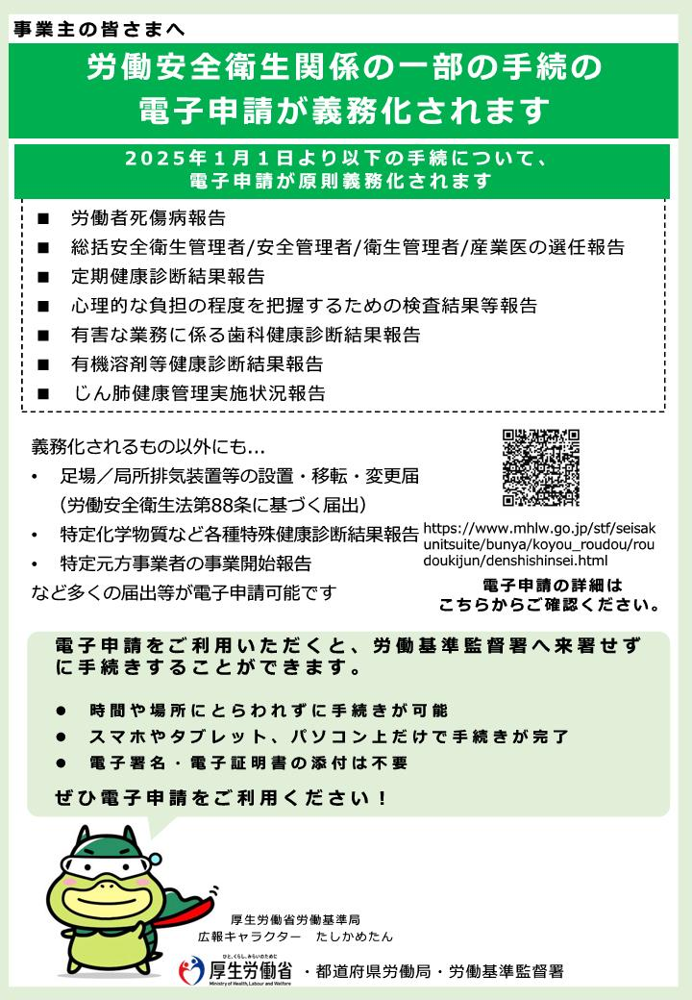 事業主の皆さまへ
労働安全衛生関係の一部の手続の
電子申請が義務化されます
2025年1月1日より以下の手続について、
電子申請が原則義務化されます
■ 労働者死傷病報告
■ 総括安全衛生管理者/安全管理者/衛生管理者/産業医の選任報告
■ 定期健康診断結果報告
■ 心理的な負担の程度を把握するための検査結果等報告
■ 有害な業務に係る歯科健康診断結果報告
■ 有機溶剤等健康診断結果報告
■ じん肺健康管理実施状況報告
義務化されるもの以外にも…
• 足場／局所排気装置等の設置・移転・変更届
（労働安全衛生法第88条に基づく届出）
• 特定化学物質など各種特殊健康診断結果報告
• 特定元方事業者の事業開始報告
など多くの届出等が電子申請可能です
https://www.mhlw.go.jp/stf/seisak
unitsuite/bunya/koyou_roudou/rou
doukijun/denshishinsei.html
電子申請の詳細は
こちらからご確認ください。
電子申請をご利用いただくと、労働基準監督署へ来署せず
に手続きすることができます。
● 時間や場所にとらわれずに手続きが可能
● スマホやタブレット、パソコン上だけで手続きが完了
● 電子署名・電子証明書の添付は不要
ぜひ電子申請をご利用ください！
厚生労働省労働基準局
広報キャラクター　たしかめたん
ひと、くらし、みらいのために
厚生労働省
Ministry of Health, Labour and Welfare
・都道府県労働局・労働基準監督署